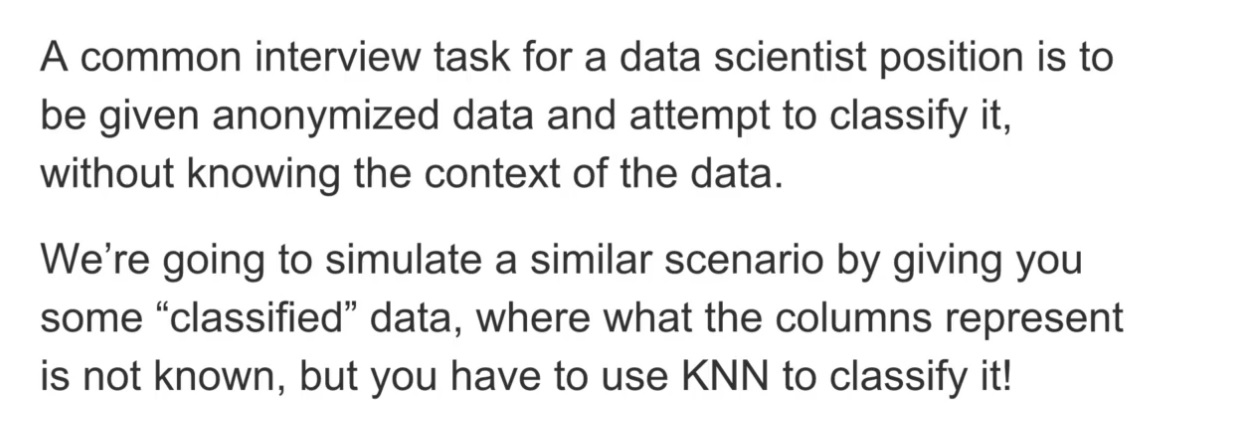 A common interview task for a data scientist position is to
be given anonymized data and attempt to classify it,
without knowing the context of the data.
We’re going to simulate a similar scenario by giving you
some “classified” data, where what the columns represent
is not known, but you have to use KNN to classify it!